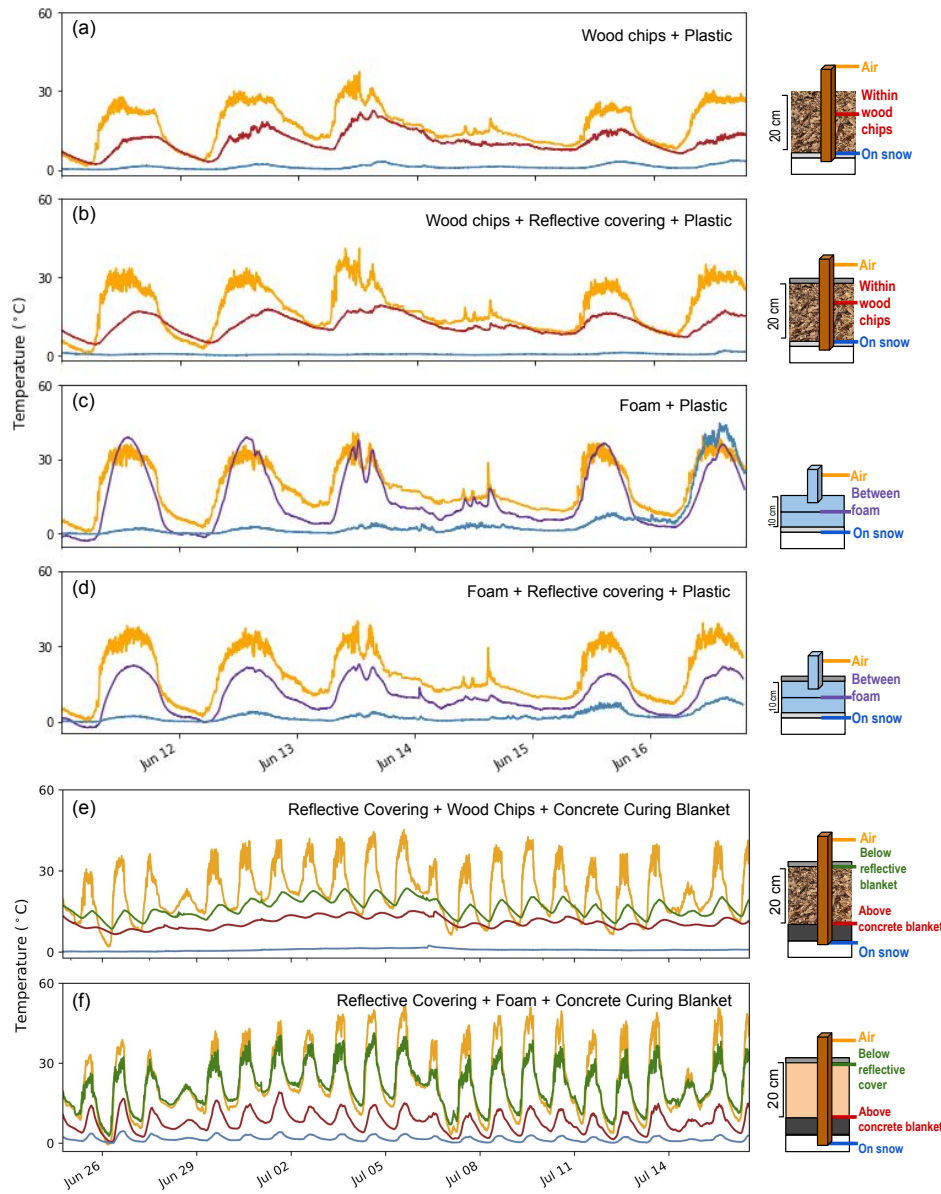 60
(a)
Wood chips + Plastic
30
0
Air
Within
wood
chips
On snow
20 cm
60
(b)
Wood chips + Reflective covering + Plastic
30
0
Air
Within
wood
chips
On snow
20 cm
Temperature (°C)
60
(c)
Foam + Plastic
30
0
Air
Between
foam
On snow
10 cm
60
(d)
Foam + Reflective covering + Plastic
30
0
Air
Between
foam
On snow
10 cm
Jun 12
Jun 13
Jun 14
Jun 15
Jun 16
60
(e)
Reflective Covering + Wood Chips + Concrete Curing Blanket
30
0
Air
Below
reflective
blanket
Above
concrete blanket
On snow
20 cm
Temperature (°C)
60
(f)
Reflective Covering + Foam + Concrete Curing Blanket
30
0
Air
Below
reflective
cover
Above
concrete blanket
On snow
20 cm
Jun 26
Jun 29
Jul 02
Jul 05
Jul 08
Jul 11
Jul 14